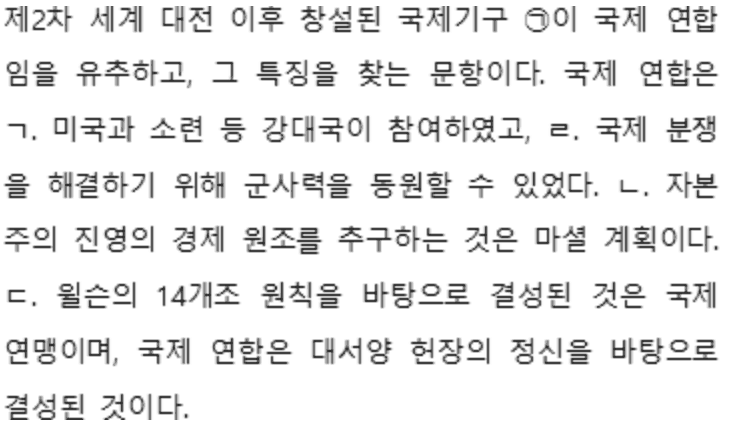 제2차 세계 대전 이후 창설된 국제기구 ㉠이 국제 연합
임을 유추하고, 그 특징을 찾는 문항이다. 국제 연합은
ㄱ. 미국과 소련 등 강대국이 참여하였고, ㄹ. 국제 분쟁
을 해결하기 위해 군사력을 동원할 수 있었다. ㄴ. 자본
주의 진영의 경제 원조를 추구하는 것은 마셜 계획이다.
ㄷ. 윌슨의 14개조 원칙을 바탕으로 결성된 것은 국제
연맹이며, 국제 연합은 대서양 헌장의 정신을 바탕으로
결성된 것이다.